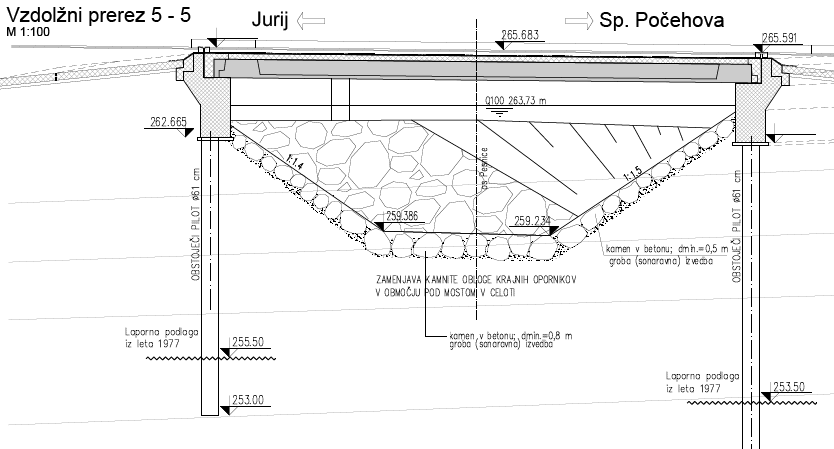 Vzdolžni prerez 5 - 5
M 1:100
Jurij
Sp. Počehova
265.683
265.591
Q100 263,73 m
262.665
1:1.4
os Pesnice
1:1.5
OBSTOJEČI PILOT ø61 cm
259.386
259.234
OBSTOJEČI PILOT ø61 cm
kamen v betonu; dmin.=0,5 m
groba (sonaravna) izvedba
ZAMENJAVA KAMNITE OBLOGE KRAJNIH OPORNIKOV
V OBMOČJU POD MOSTOM V CELOTI
Laporna podlaga
iz leta 1977
255.50
kamen v betonu; dmin.=0,8 m
groba (sonaravna) izvedba
Laporna podlaga
iz leta 1977
253.50
253.00